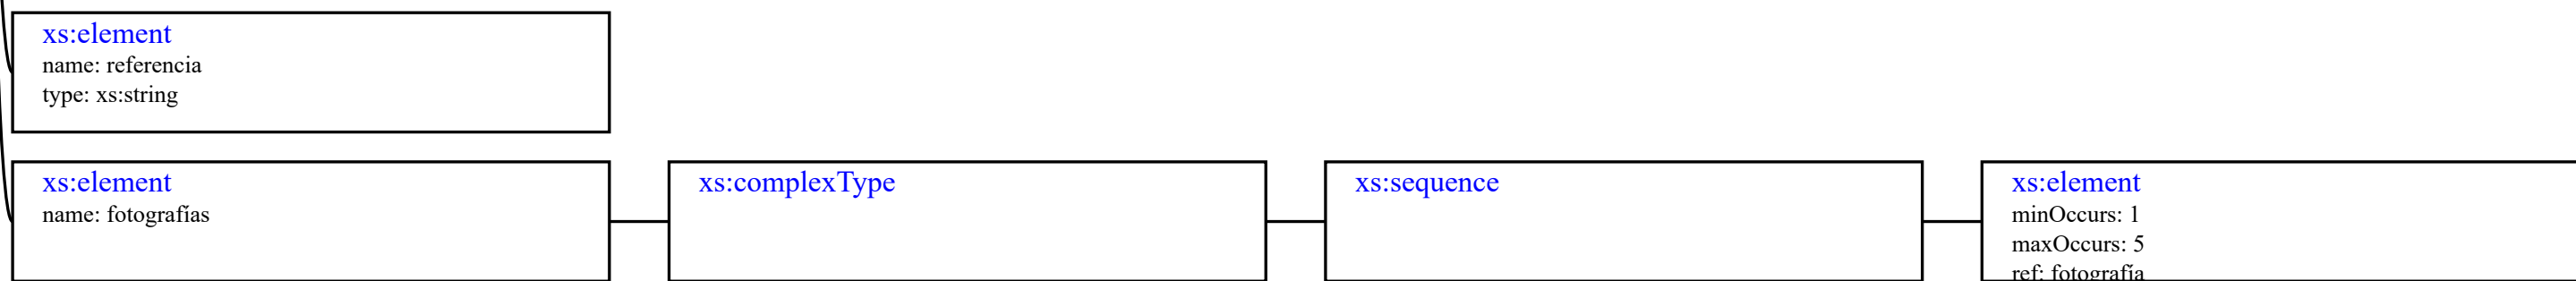 xs:element
name: referencia
type: xs:string
xs:element
name: fotografías
xs:complexType
xs:sequence
xs:element
minOccurs: 1
maxOccurs: 5
ref: fotografía